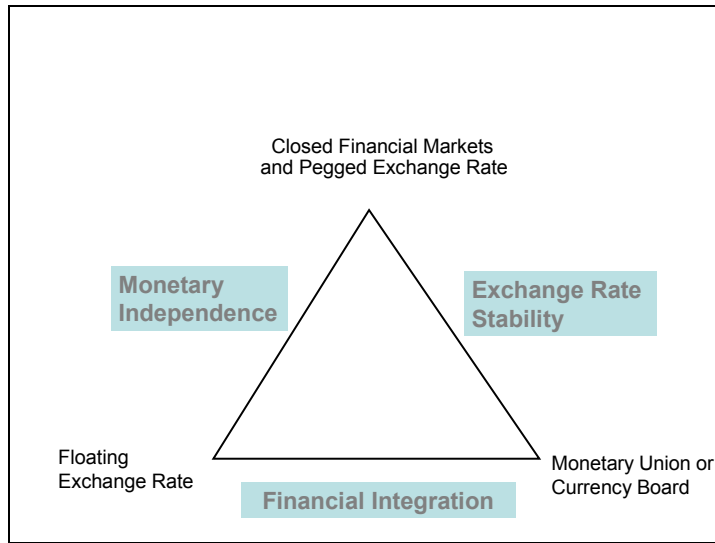 Closed Financial Markets
and Pegged Exchange Rate
Monetary
Independence
Exchange Rate
Stability
Floating
Exchange Rate
Monetary Union or
Currency Board
Financial Integration